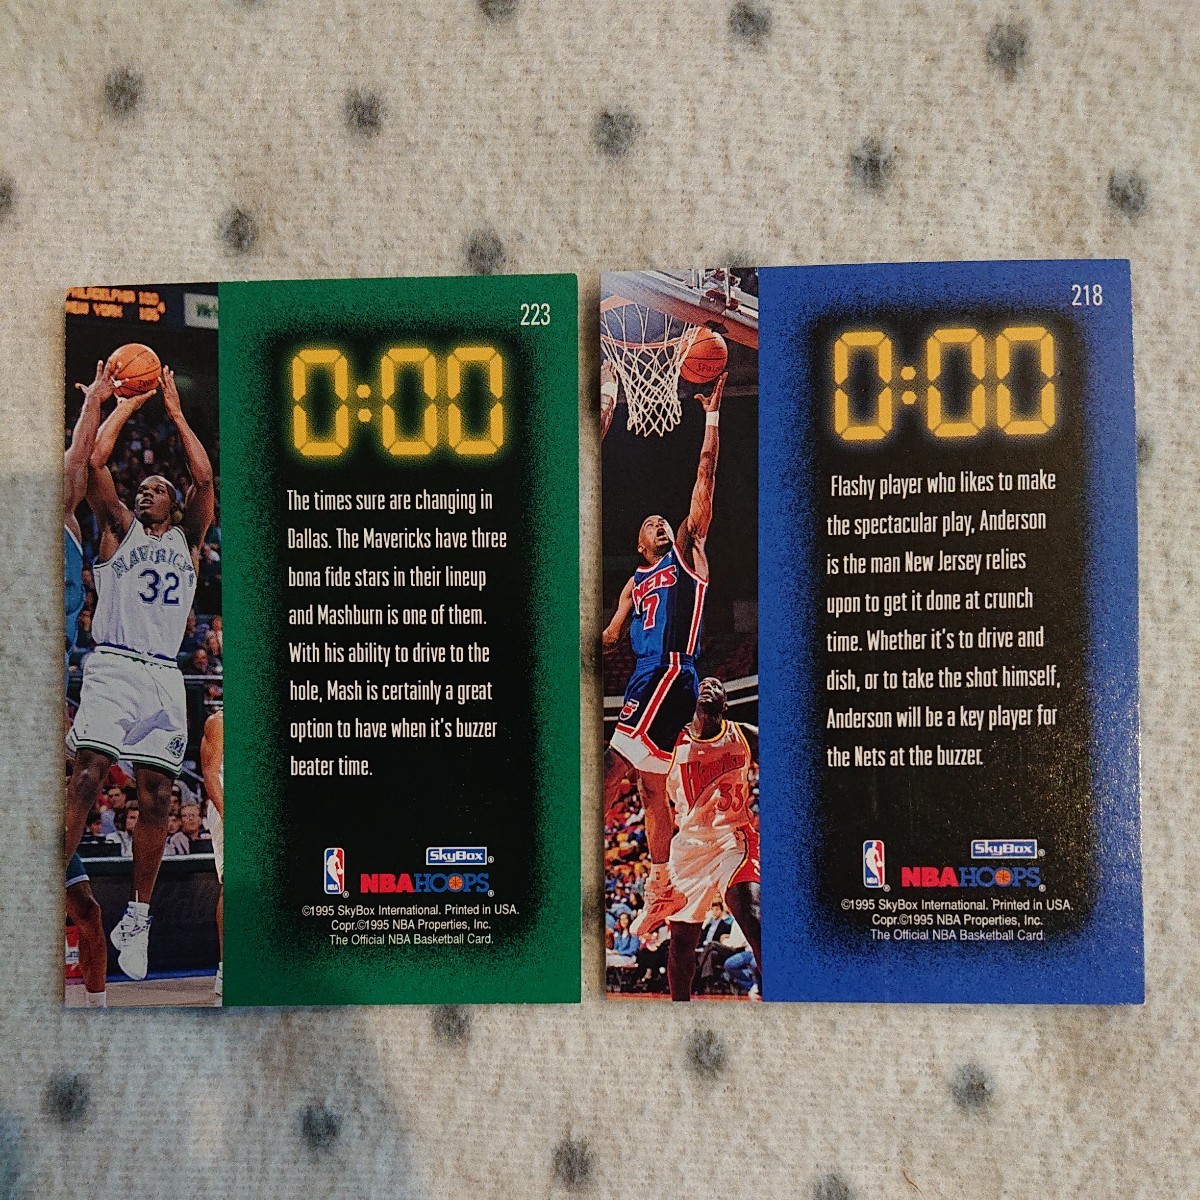 PHILADELPHIA 100
NEW YORK
223
0:00
The times sure are changing in
Dallas. The Mavericks have three
bona fide stars in their lineup
and Mashburn is one of them.
With his ability to drive to the
hole, Mash is certainly a great
option to have when it's buzzer
beater time.
MAVERICKS
32
SkyBox®
NBA NBA HOOPS®
©1995 SkyBox International. Printed in USA.
Copr.©1995 NBA Properties, Inc.
The Official NBA Basketball Card.
218
0:00
Flashy player who likes to make
the spectacular play, Anderson
is the man New Jersey relies
upon to get it done at crunch
time. Whether it's to drive and
dish, or to take the shot himself,
Anderson will be a key player for
the Nets at the buzzer.
NETS
7
33
SkyBox®
NBA NBA HOOPS®
©1995 SkyBox International. Printed in USA.
Copr.©1995 NBA Properties, Inc.
The Official NBA Basketball Card.